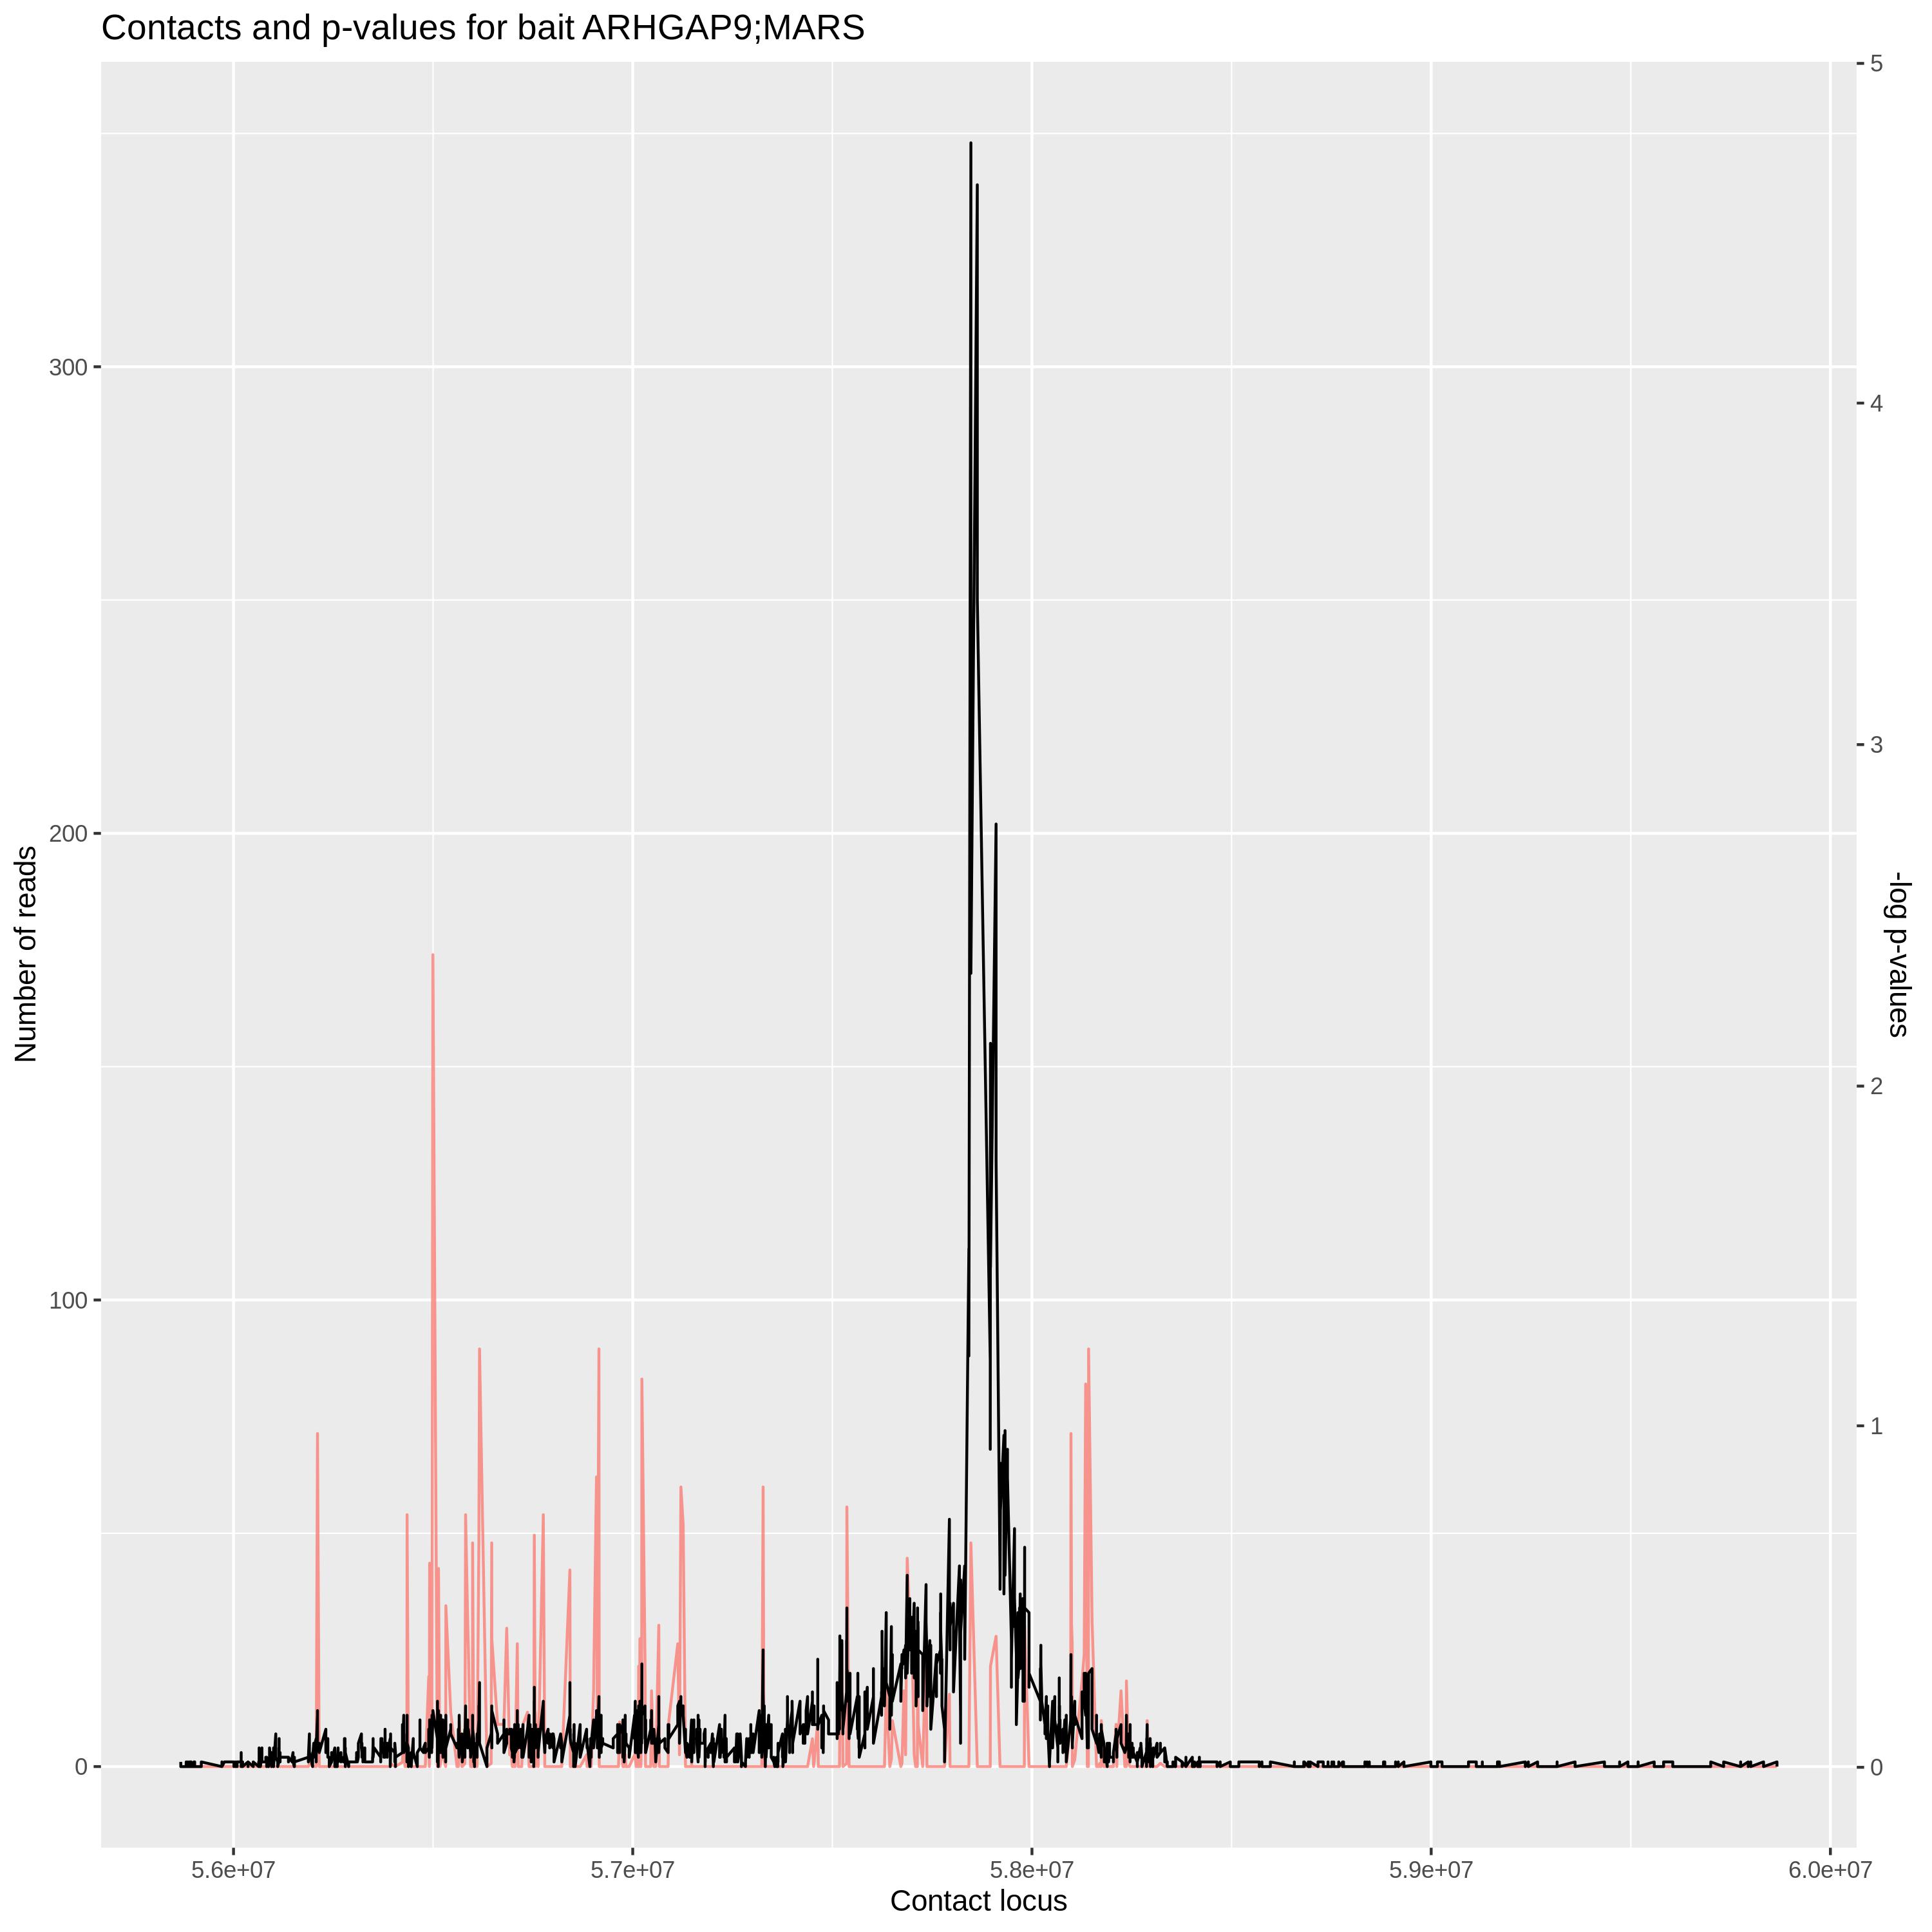 Contacts and p-values for bait ARHGAP9;MARS
5
300
4
3
200
Number of reads
-log p-values
2
100
1
0
0
5.6e+07
5.7e+07
5.8e+07
5.9e+07
6.0e+07
Contact locus